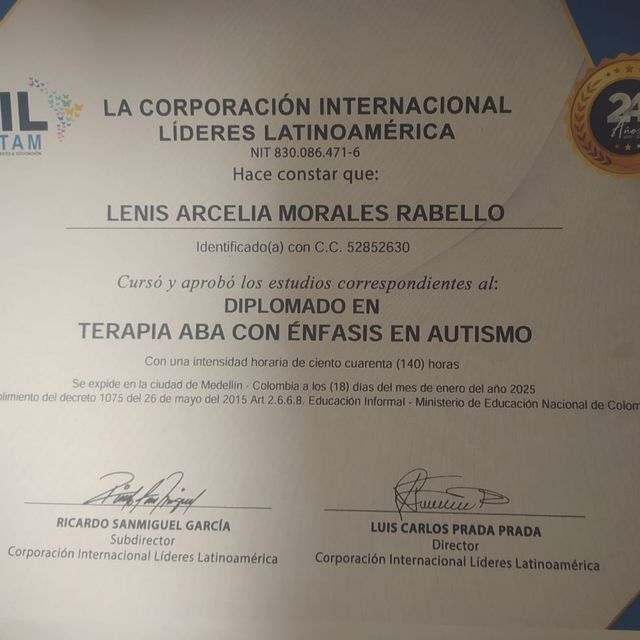 IL
TAM
LA CORPORACIÓN INTERNACIONAL
LÍDERES LATINOAMÉRICA
NIT 830.086.471-6
Hace constar que:
LENIS ARCELIA MORALES RABELLO
Identificado(a) con C.C. 52852630
Cursó y aprobó los estudios correspondientes al:
DIPLOMADO EN
TERAPIA ABA CON ÉNFASIS EN AUTISMO
Con una intensidad horaria de ciento cuarenta (140) horas
Se expide en la ciudad de Medellín - Colombia a los (18) días del mes de enero del año 2025
plimiento del decreto 1075 del 26 de mayo del 2015 Art 2.6.6.8. Educación Informal - Ministerio de Educación Nacional de Colom
RICARDO SANMIGUEL GARCÍA
Subdirector
Corporación Internacional Líderes Latinoamérica
LUIS CARLOS PRADA PRADA
Director
Corporación Internacional Líderes Latinoamérica